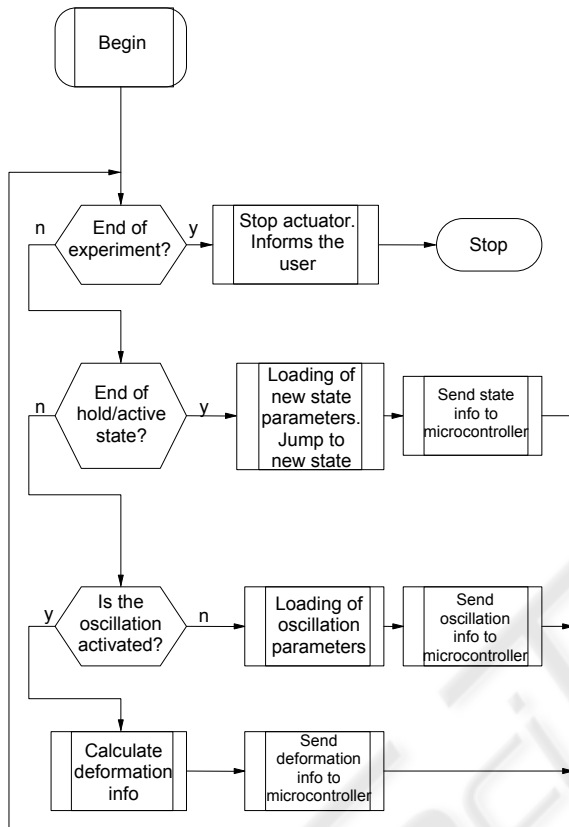 Begin
n
End of
experiment?
y
Stop actuator.
Informs the
user
Stop
n
End of
hold/active
state?
y
Loading of
new state
parameters.
Jump to
new state
Send state
info to
microcontroller
y
Is the
oscillation
activated?
n
Loading of
oscillation
parameters
Send
oscillation
info to
microcontroller
Calculate
deformation
info
Send
deformation
info to
microcontroller